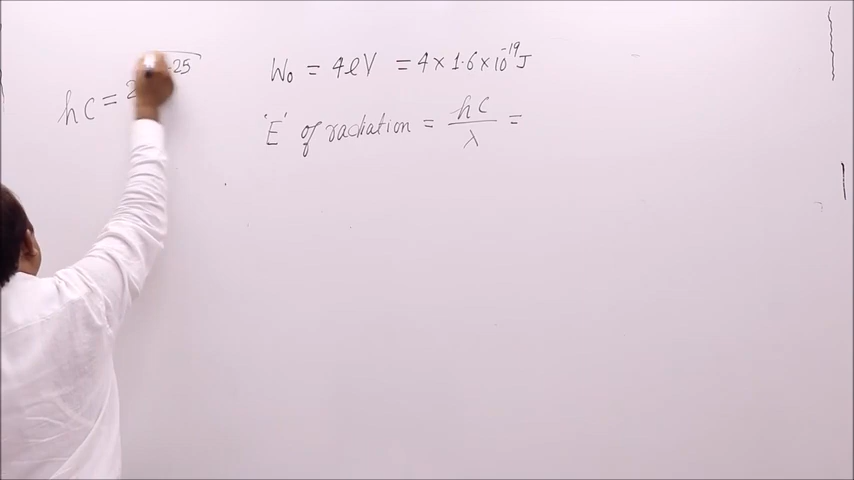 W₀ = 4eV = 4 × 1.6 × 10⁻¹⁹ J
hc = 2 -25
'E' of radiation = hc/λ =